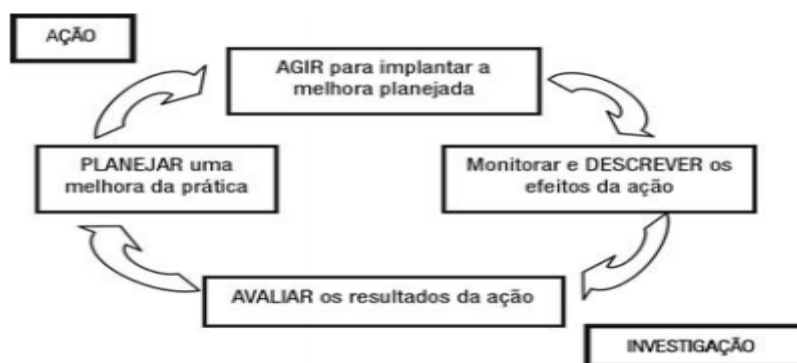 AÇÃO
AGIR para implantar a
melhora planejada
PLANEJAR uma
melhora da prática
Monitorar e DESCREVER os
efeitos da ação
AVALIAR os resultados da ação
INVESTIGAÇÃO